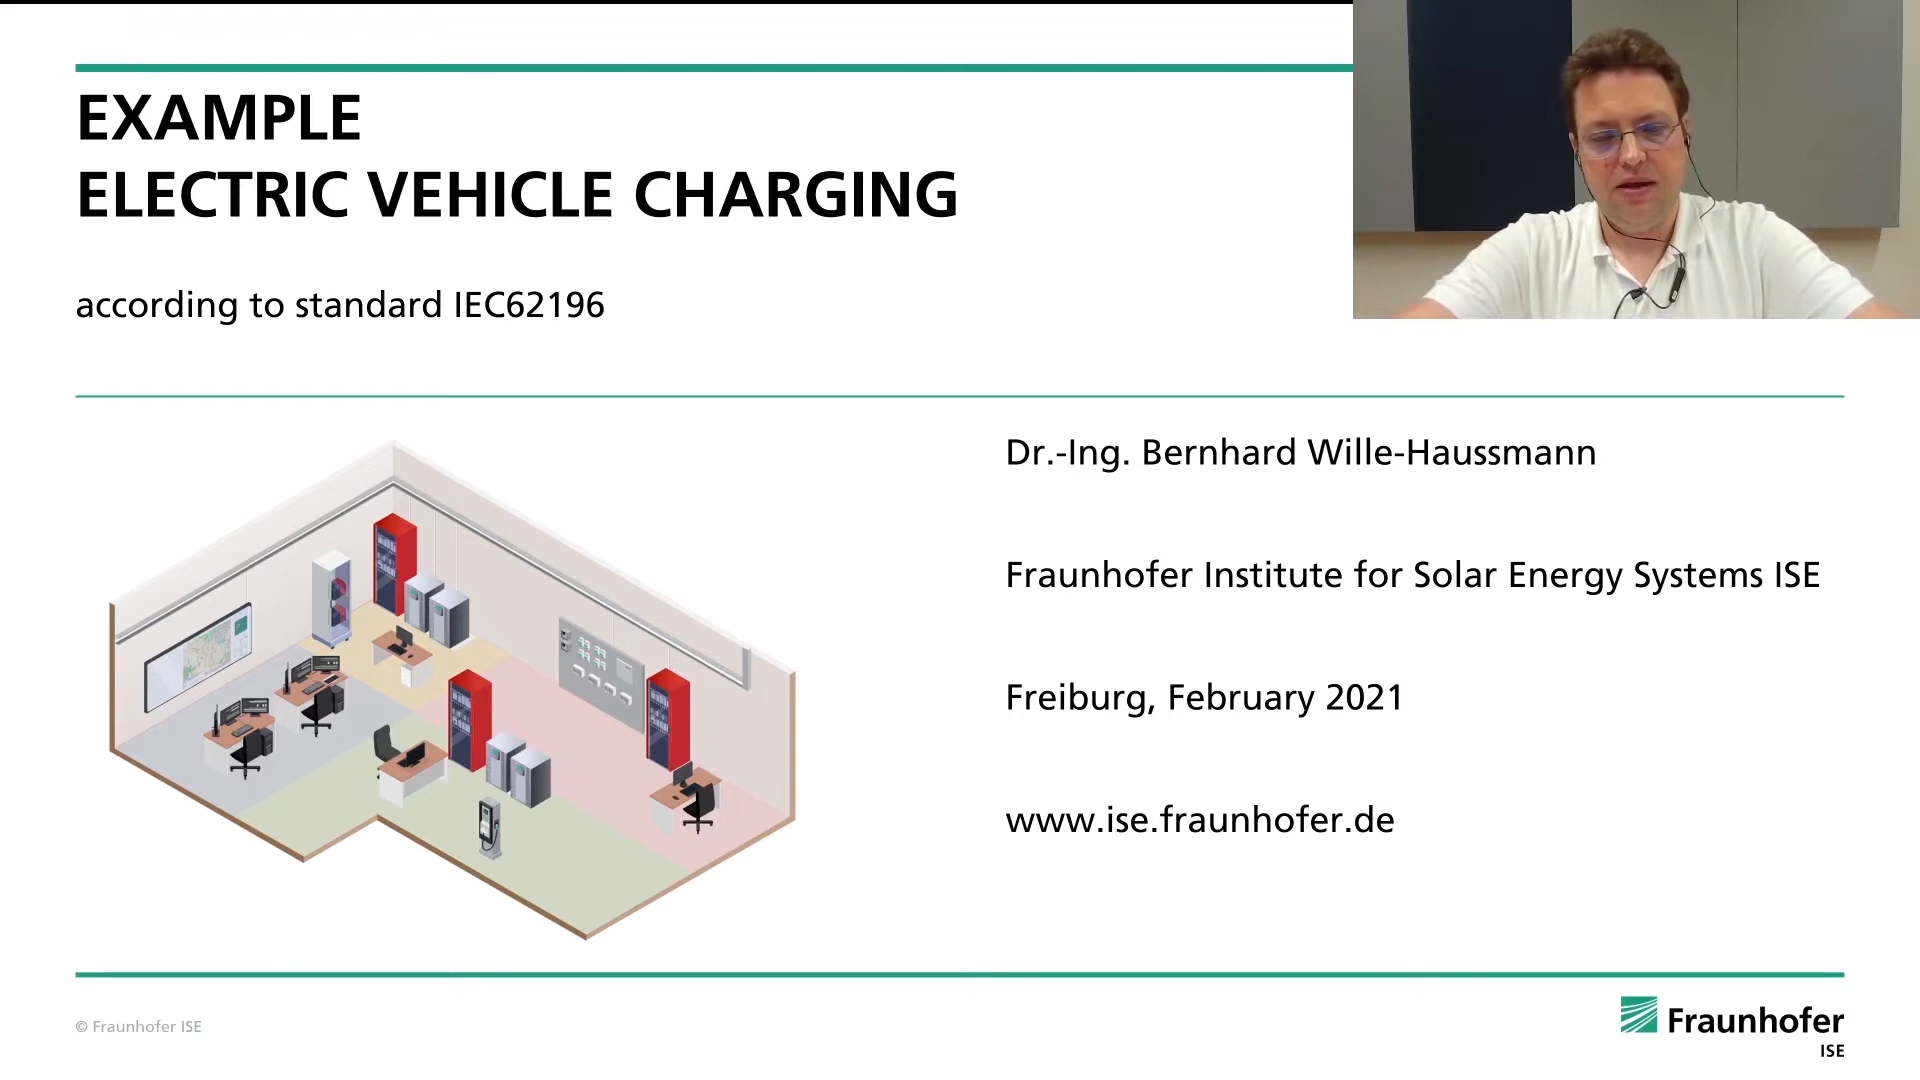 EXAMPLE
ELECTRIC VEHICLE CHARGING
according to standard IEC62196
Dr.-Ing. Bernhard Wille-Haussmann
Fraunhofer Institute for Solar Energy Systems ISE
Freiburg, February 2021
www.ise.fraunhofer.de
© Fraunhofer ISE
Fraunhofer
ISE